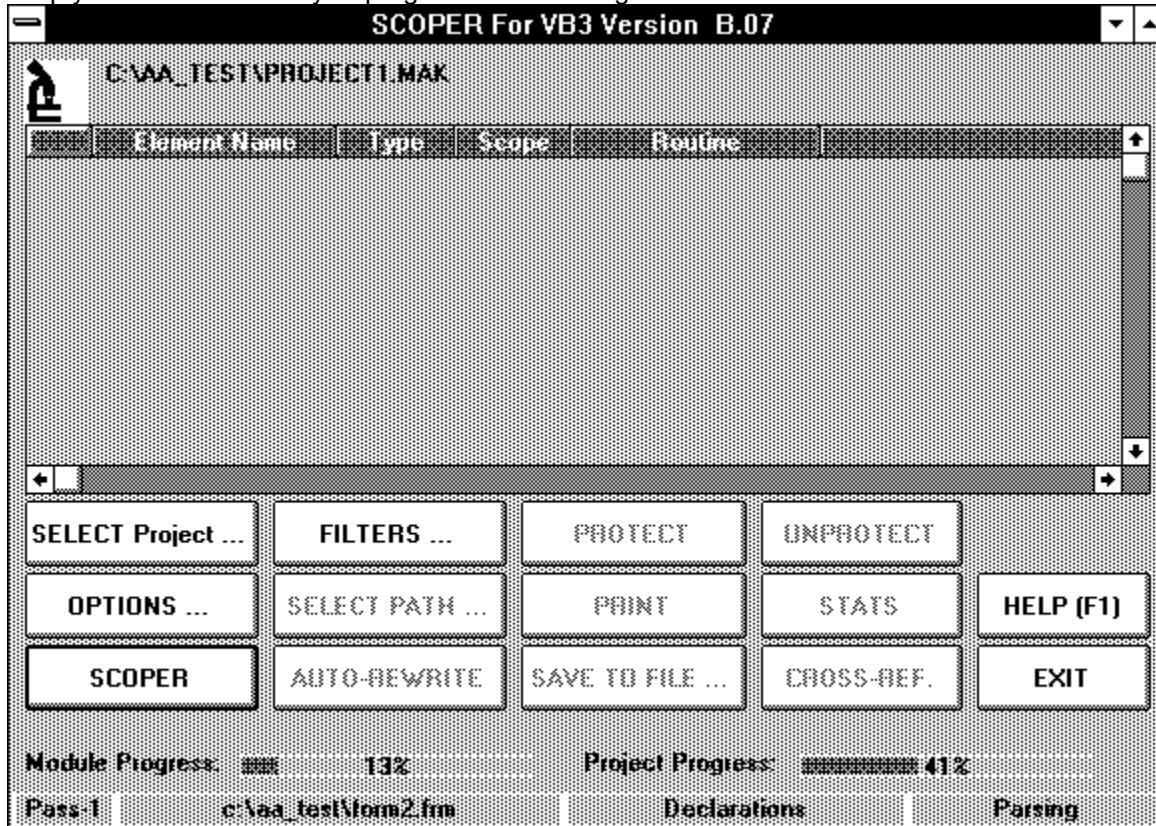 SCOPER For VB3 Version B.07
C:\AA_TEST\PROJECT1.MAK
Element Name Type Scope Routine
SELECT Project ... FILTERS ... PROTECT UNPROTECT
OPTIONS ... SELECT PATH ... PRINT STATS HELP (F1)
SCOPER AUTO-REWRITE SAVE TO FILE ... CROSS-REF. EXIT
Module Progress: 13% Project Progress: 41%
Pass-1 c:\aa_test\form2.frm Declarations Parsing